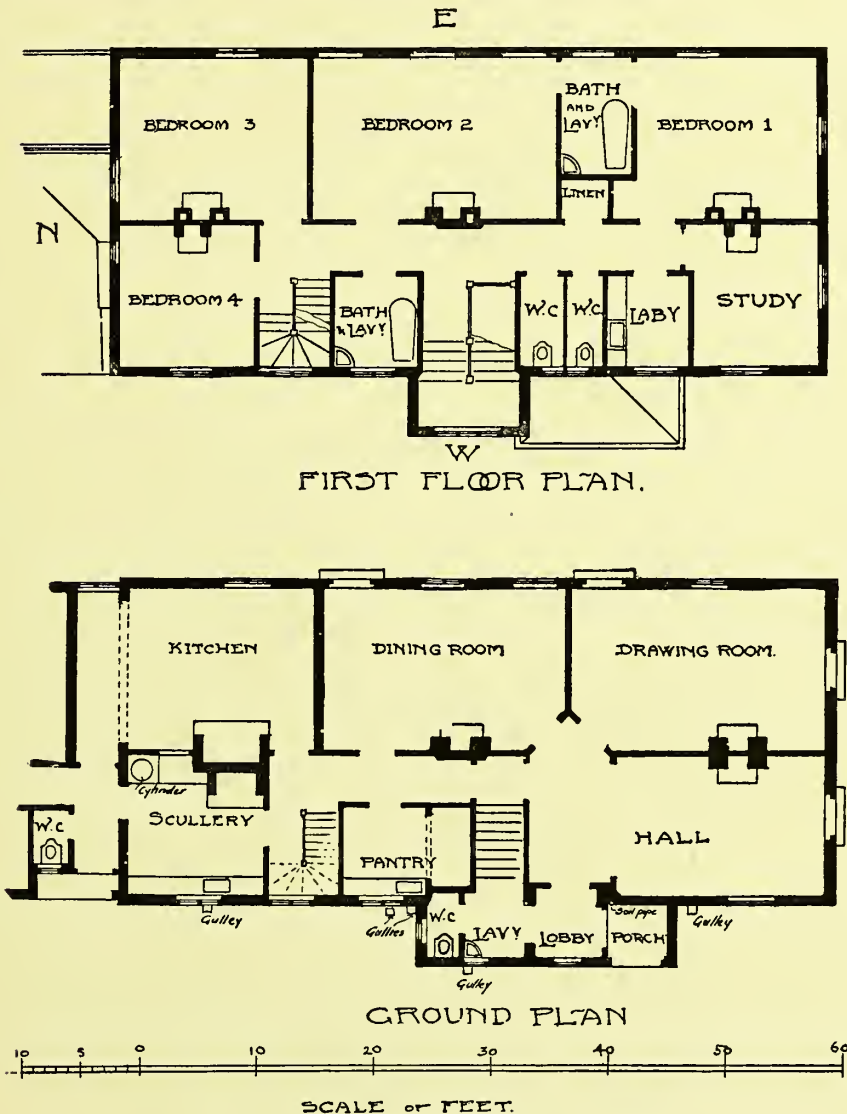 E
BEDROOM 3
BEDROOM 2
BATH
AND
LAVY.
BEDROOM 1
LINEN
N
BEDROOM 4
BATH
& LAVY.
W.C
W.C
LABY
STUDY
W
FIRST FLOOR PLAN.
KITCHEN
DINING ROOM
DRAWING ROOM.
Cylinder
W.C
SCULLERY
HALL
PANTRY
Gulley
Gullies
W.C
LAVY
LOBBY
Soil pipe
PORCH
Gulley
Gulley
GROUND PLAN
10 5 0 10 20 30 40 50 60
SCALE OF FEET.